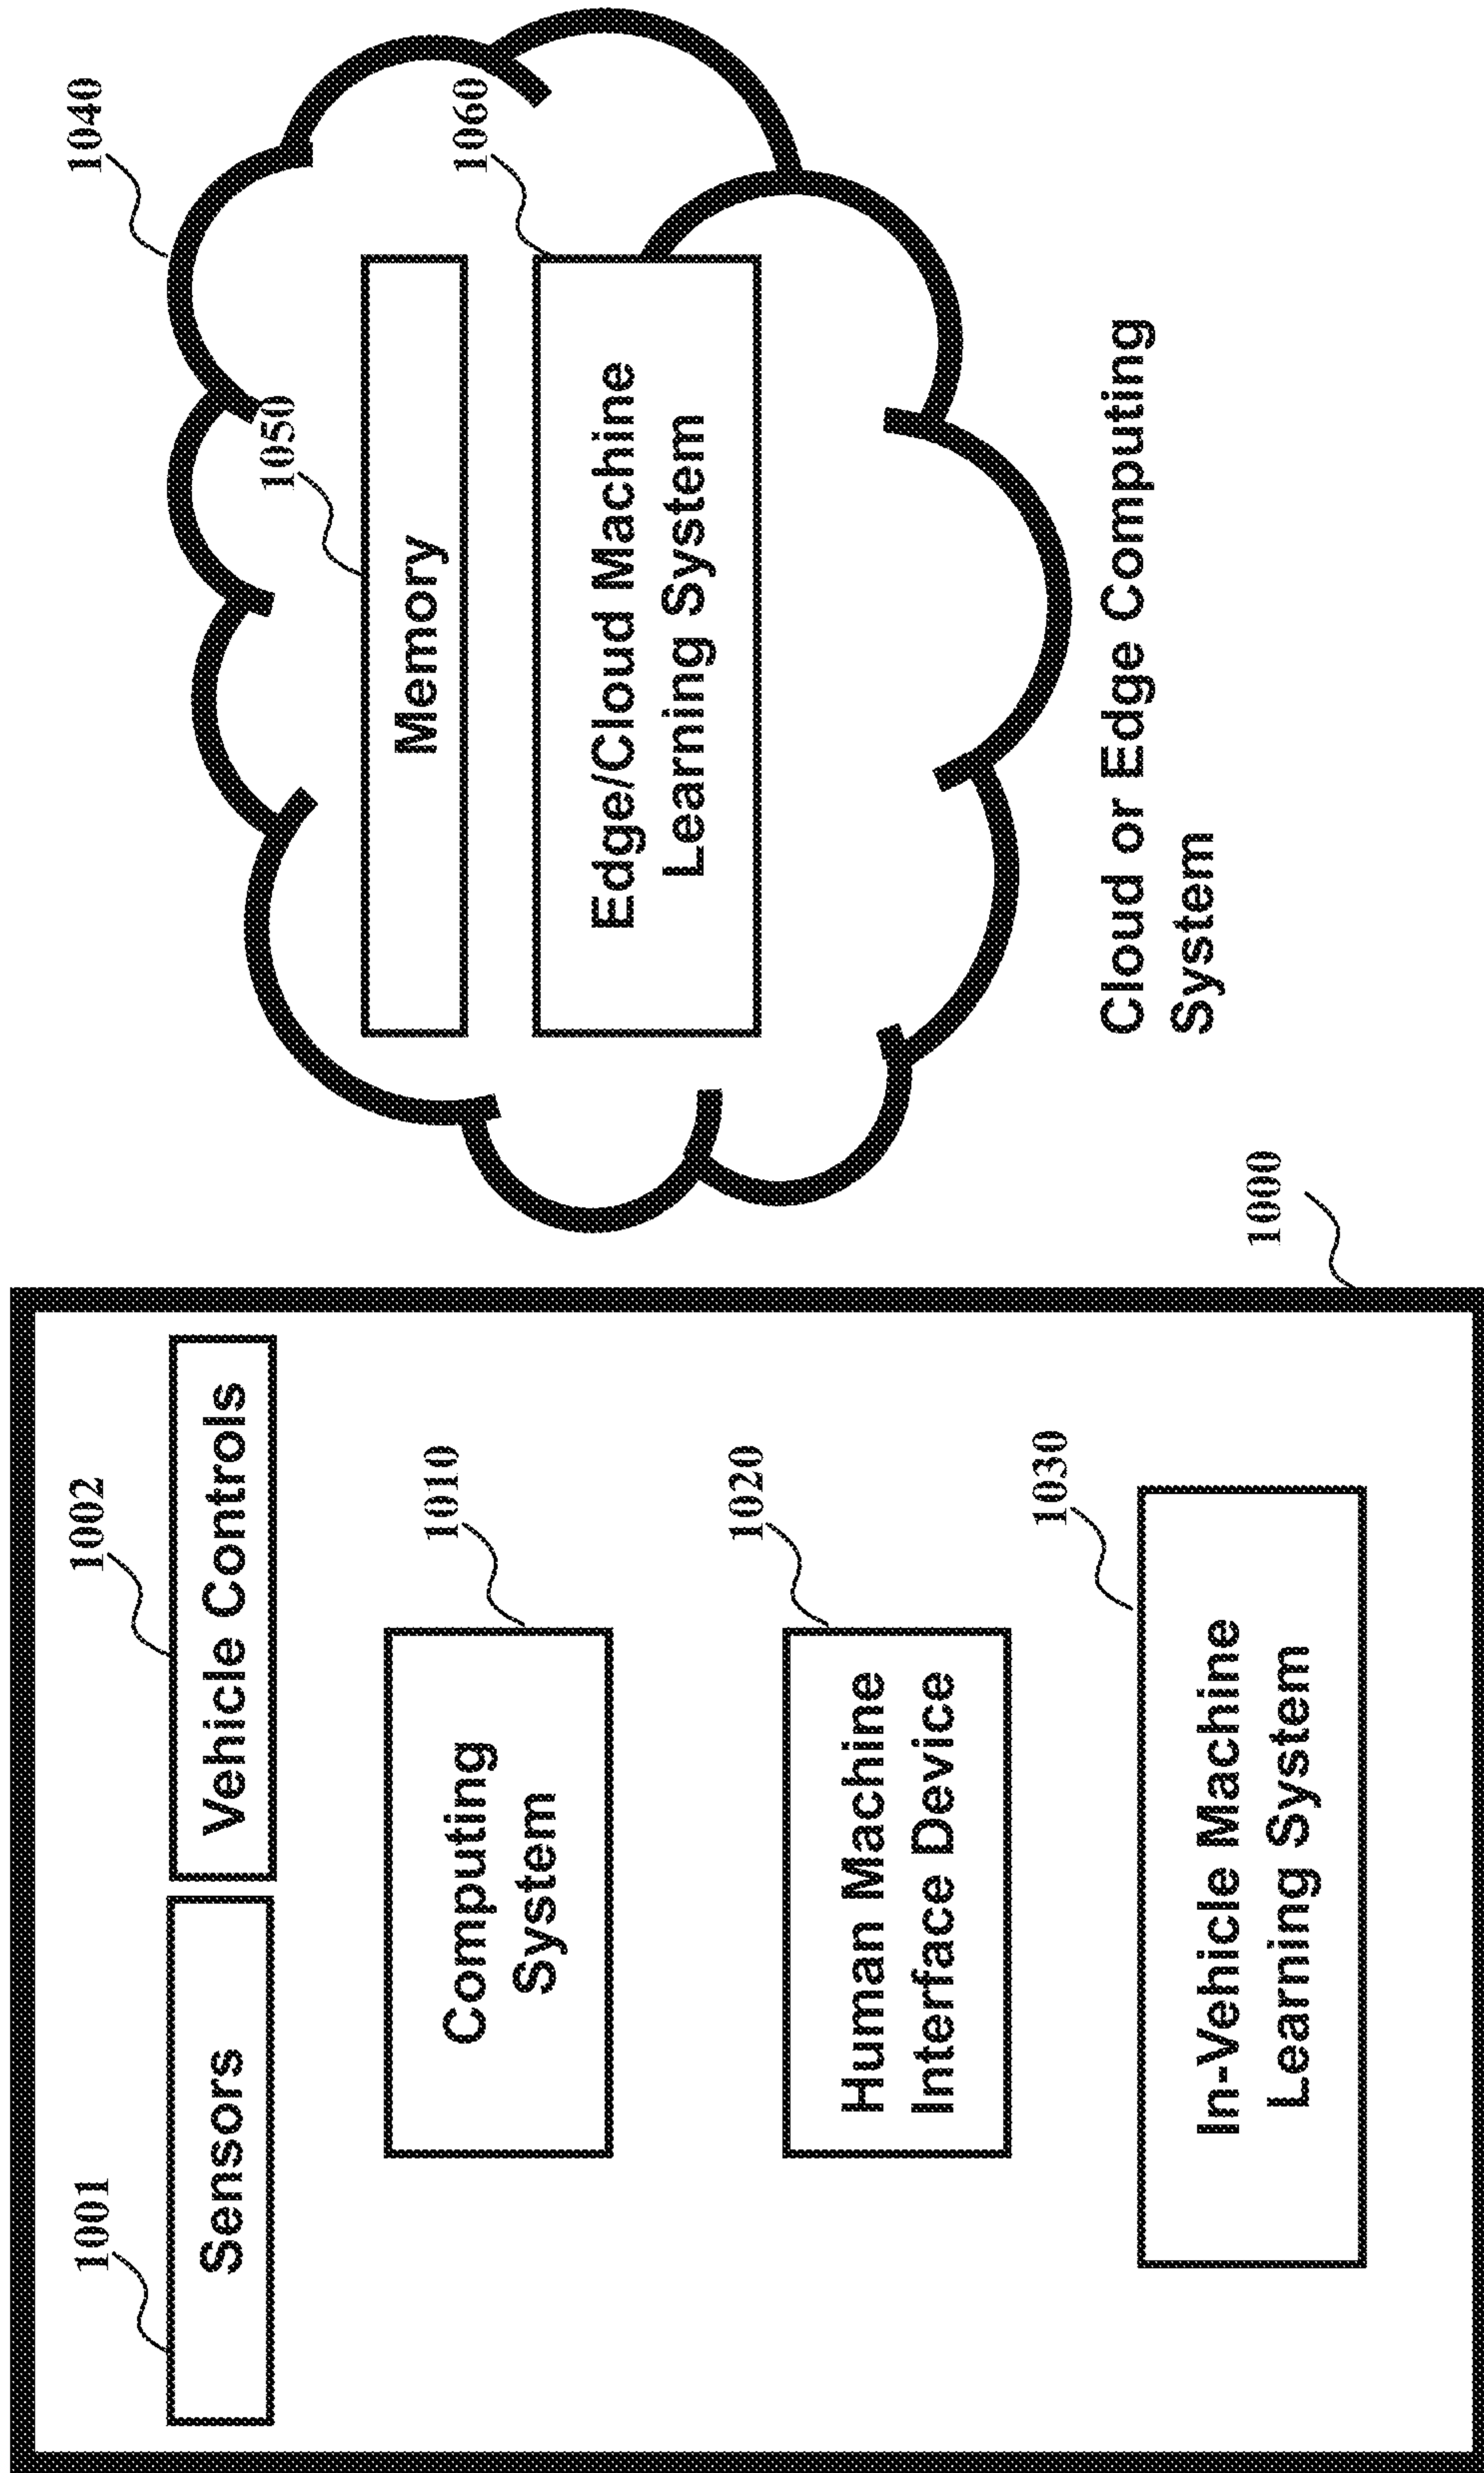 1001
Sensors
1002
Vehicle Controls
1010
Computing
System
1020
Human Machine
Interface Device
1030
In-Vehicle Machine
Learning System
1000
1040
1050
Memory
1060
Edge/Cloud Machine
Learning System
Cloud or Edge Computing
System